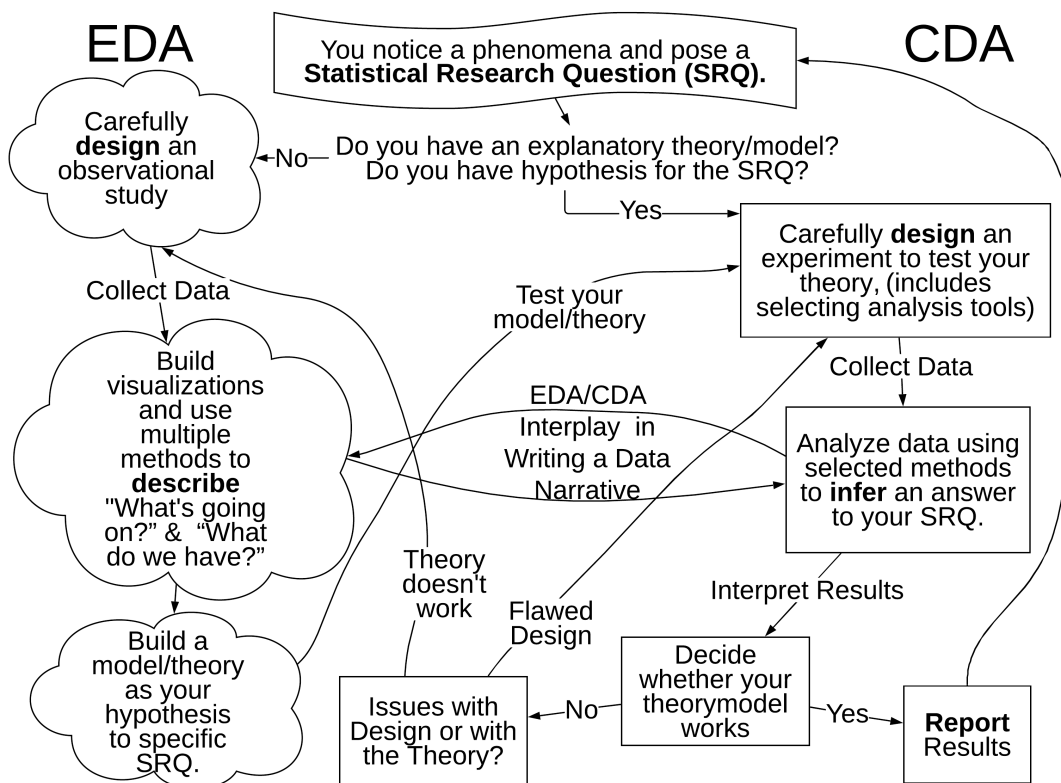 EDA
CDA
You notice a phenomena and pose a
Statistical Research Question (SRQ).
Do you have an explanatory theory/model?
Do you have hypothesis for the SRQ?
No
Yes
Carefully
design an
observational
study
Carefully design an
experiment to test your
theory, (includes
selecting analysis tools)
Collect Data
Test your
model/theory
Collect Data
Build
visualizations
and use
multiple
methods to
describe
"What's going
on?” & “What
do we have?”
EDA/CDA
Interplay in
Writing a Data
Narrative
Analyze data using
selected methods
to infer an answer
to your SRQ.
Theory
doesn't
work
Flawed
Design
Interpret Results
Build a
model/theory
as your
hypothesis
to specific
SRQ.
Issues with
Design or with
the Theory?
No
Decide
whether your
theorymodel
works
Yes
Report
Results